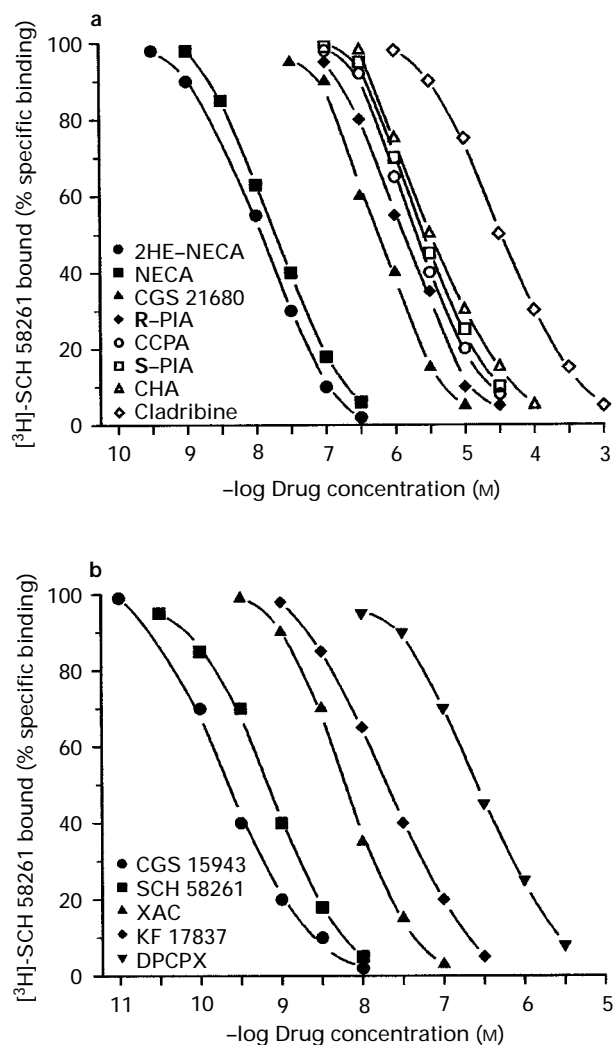 a
[³H]-SCH 58261 bound (% specific binding)
100
80
60
40
20
0
2HE–NECA
NECA
CGS 21680
R–PIA
CCPA
S–PIA
CHA
Cladribine
10 9 8 7 6 5 4 3
–log Drug concentration (M)
b
[³H]-SCH 58261 bound (% specific binding)
100
80
60
40
20
0
CGS 15943
SCH 58261
XAC
KF 17837
DPCPX
11 10 9 8 7 6 5
–log Drug concentration (M)